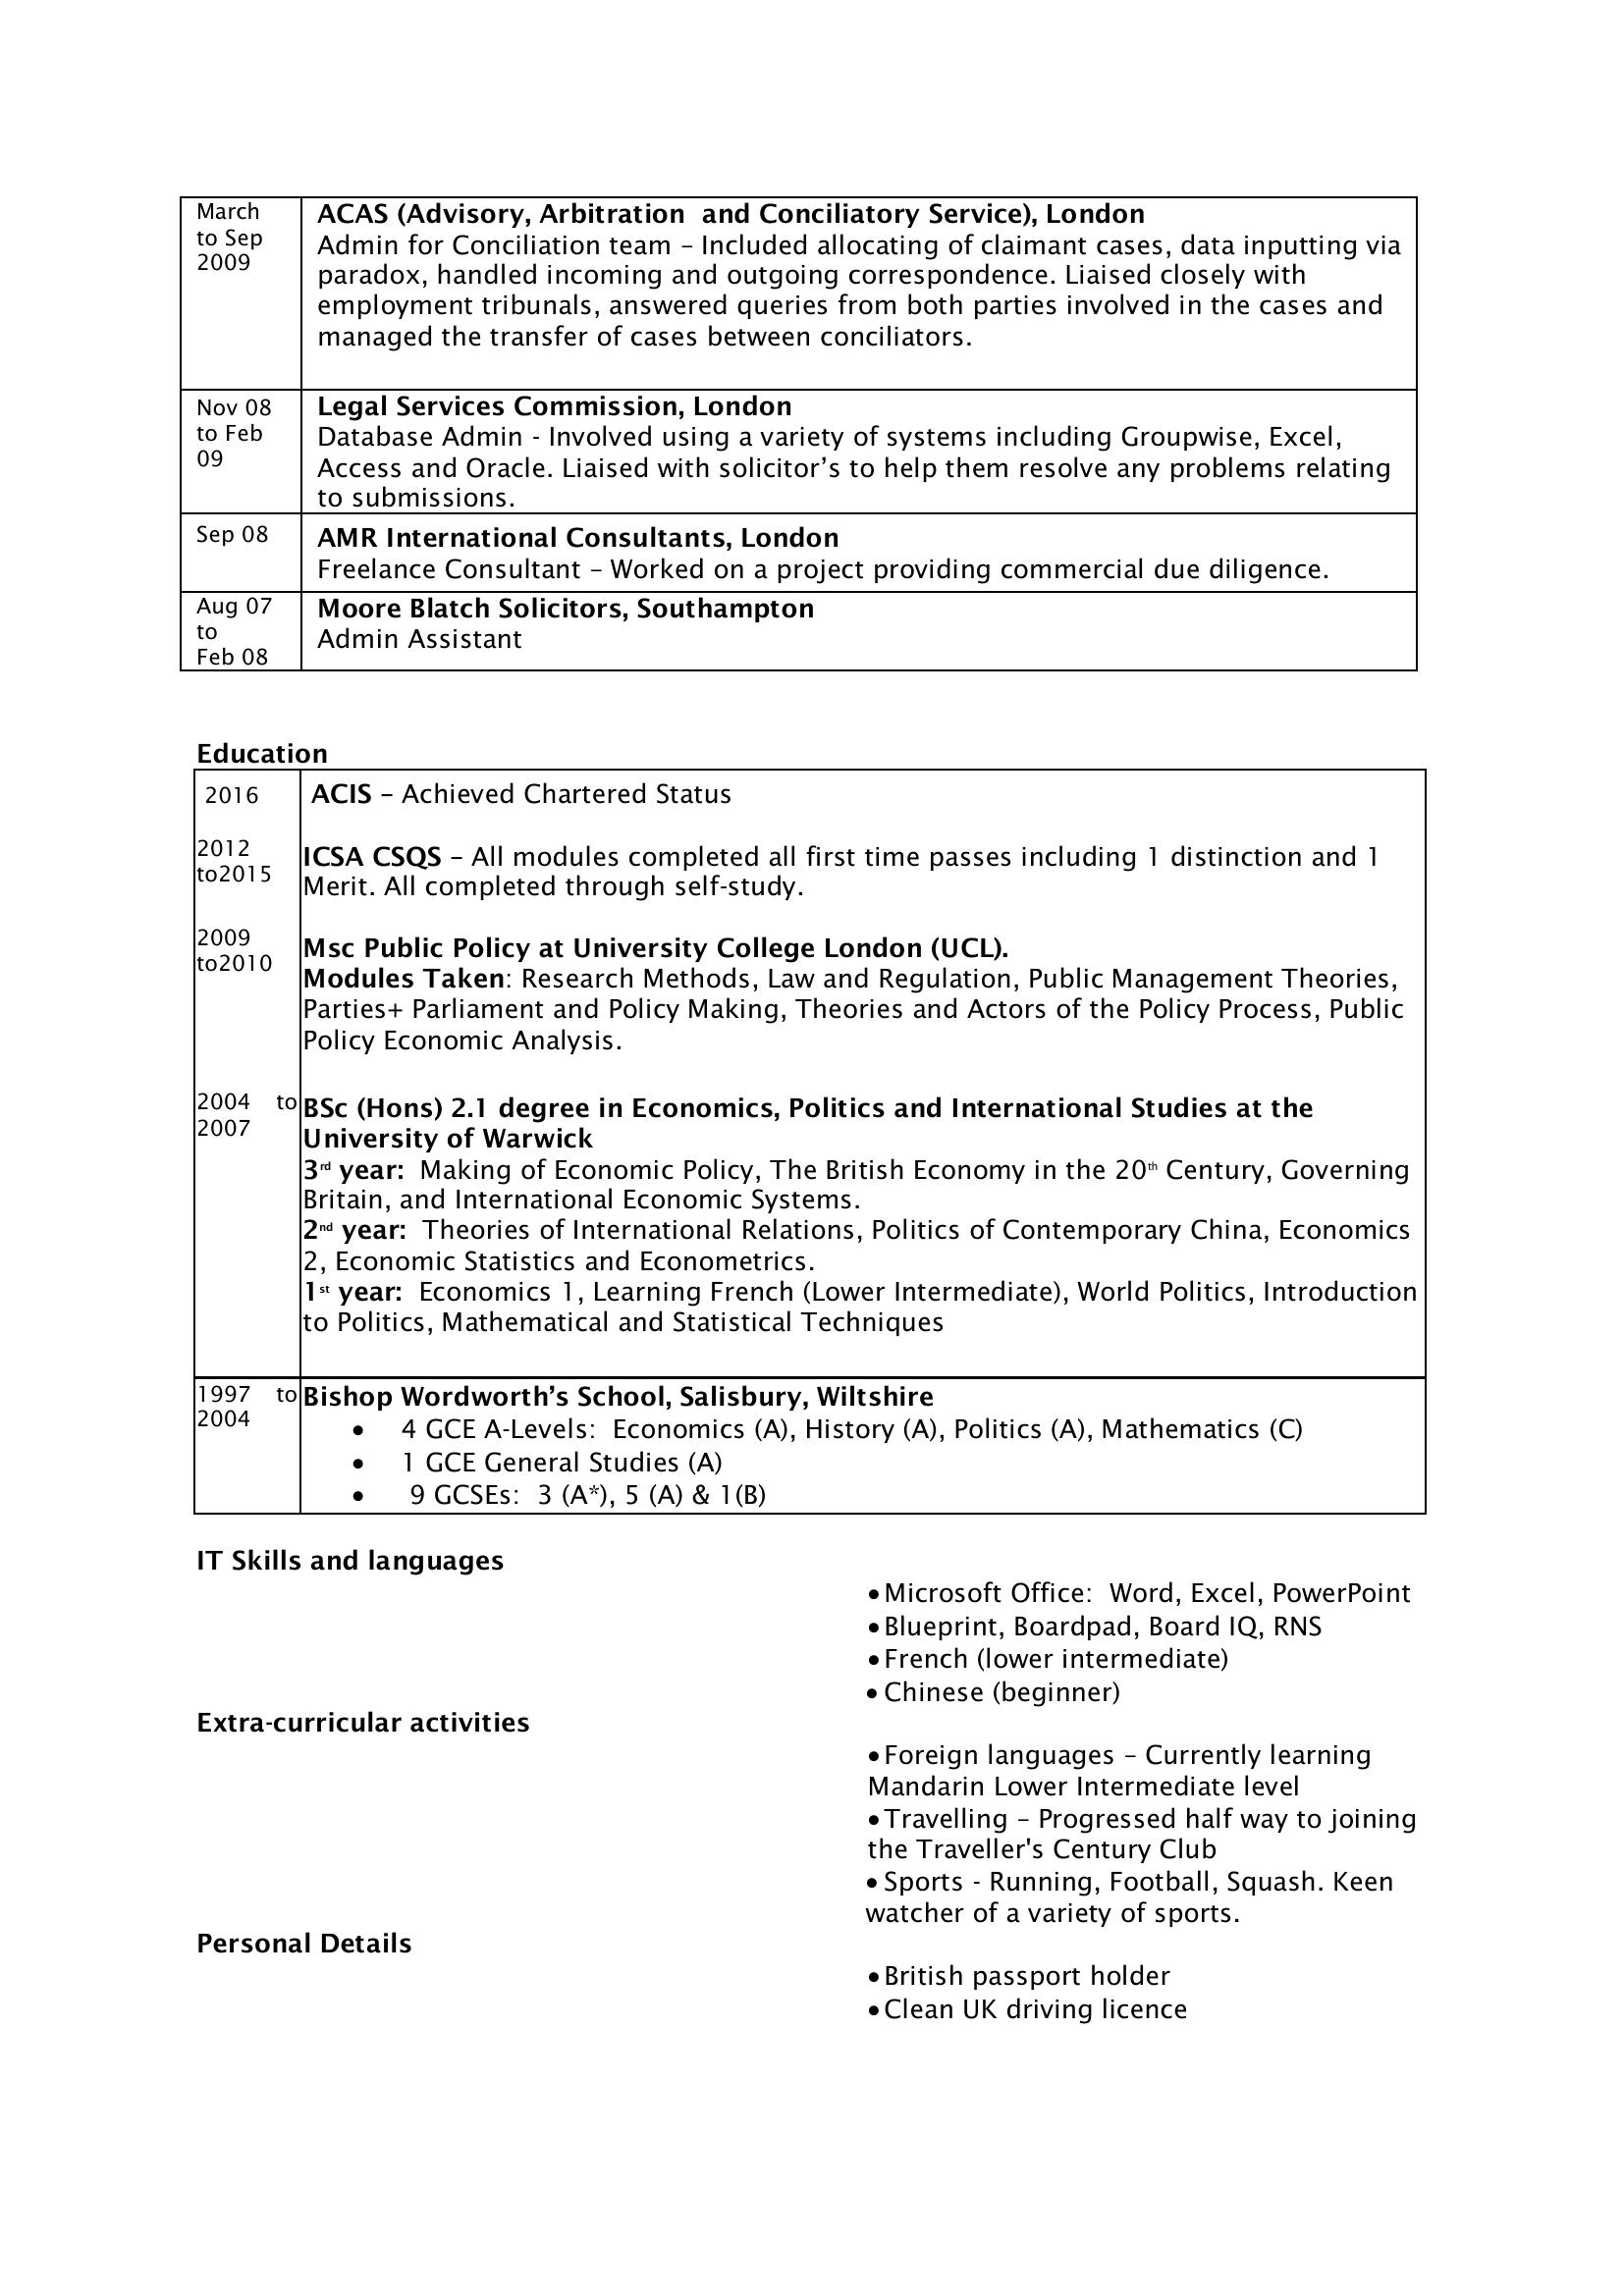 March
to Sep
2009
ACAS (Advisory, Arbitration  and Conciliatory Service), London
Admin for Conciliation team – Included allocating of claimant cases, data inputting via
paradox, handled incoming and outgoing correspondence. Liaised closely with
employment tribunals, answered queries from both parties involved in the cases and
managed the transfer of cases between conciliators.
Nov 08
to Feb
09
Legal Services Commission, London
Database Admin - Involved using a variety of systems including Groupwise, Excel,
Access and Oracle. Liaised with solicitor’s to help them resolve any problems relating
to submissions.
Sep 08
AMR International Consultants, London
Freelance Consultant – Worked on a project providing commercial due diligence.
Aug 07
to
Feb 08
Moore Blatch Solicitors, Southampton
Admin Assistant
Education
2016
ACIS – Achieved Chartered Status
2012
to2015
ICSA CSQS – All modules completed all first time passes including 1 distinction and 1
Merit. All completed through self-study.
2009
to2010
Msc Public Policy at University College London (UCL).
Modules Taken: Research Methods, Law and Regulation, Public Management Theories,
Parties+ Parliament and Policy Making, Theories and Actors of the Policy Process, Public
Policy Economic Analysis.
2004 to
2007
BSc (Hons) 2.1 degree in Economics, Politics and International Studies at the
University of Warwick
3rd year:  Making of Economic Policy, The British Economy in the 20th Century, Governing
Britain, and International Economic Systems.
2nd year:  Theories of International Relations, Politics of Contemporary China, Economics
2, Economic Statistics and Econometrics.
1st year:  Economics 1, Learning French (Lower Intermediate), World Politics, Introduction
to Politics, Mathematical and Statistical Techniques
1997 to
2004
Bishop Wordworth’s School, Salisbury, Wiltshire
• 4 GCE A-Levels:  Economics (A), History (A), Politics (A), Mathematics (C)
• 1 GCE General Studies (A)
• 9 GCSEs:  3 (A*), 5 (A) & 1(B)
IT Skills and languages
•Microsoft Office:  Word, Excel, PowerPoint
•Blueprint, Boardpad, Board IQ, RNS
•French (lower intermediate)
•Chinese (beginner)
Extra-curricular activities
•Foreign languages – Currently learning
Mandarin Lower Intermediate level
•Travelling – Progressed half way to joining
the Traveller's Century Club
•Sports - Running, Football, Squash. Keen
watcher of a variety of sports.
Personal Details
•British passport holder
•Clean UK driving licence